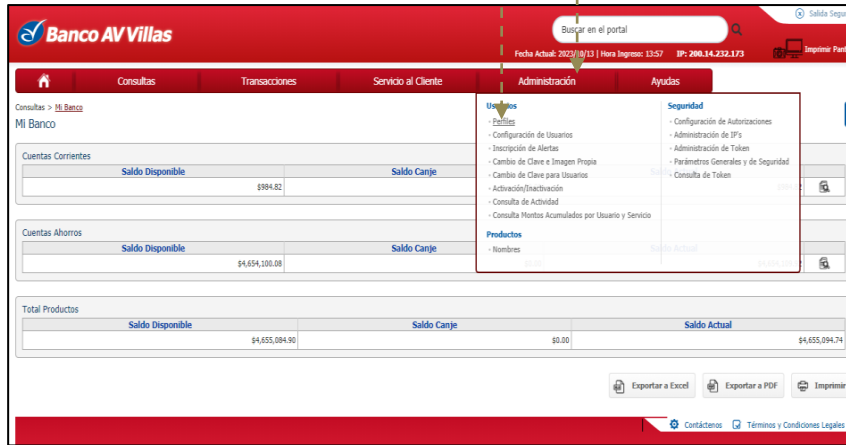 Salida Segu
Banco AV Villas
Buscar en el portal
Imprimir Pant
Fecha Actual: 2023/10/13 | Hora Ingreso: 13:57 IP: 200.14.232.173
Consultas Transacciones Servicio al Cliente Administración Ayudas
Consultas > Mi Banco
Mi Banco
Usuarios
- Perfiles
- Configuración de Usuarios
- Inscripción de Alertas
- Cambio de Clave e Imagen Propia
- Cambio de Clave para Usuarios
- Activación/Inactivación
- Consulta de Actividad
- Consulta Montos Acumulados por Usuario y Servicio
Productos
- Nombres
Seguridad
- Configuración de Autorizaciones
- Administración de IP's
- Administración de Token
- Parámetros Generales y de Seguridad
- Consulta de Token
Cuentas Corrientes
Saldo Disponible Saldo Canje
$984.82
Cuentas Ahorros
Saldo Disponible Saldo Canje Saldo Actual
$4,654,100.08
Total Productos
Saldo Disponible Saldo Canje Saldo Actual
$4,655,084.90 $0.00 $4,655,094.74
Exportar a Excel Exportar a PDF Imprimir
Contáctenos Términos y Condiciones Legales